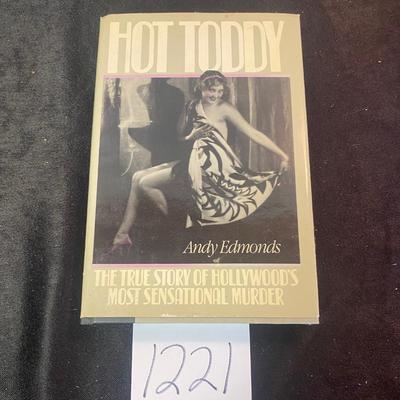 HOT TODDY
Andy Edmonds
THE TRUE STORY OF HOLLYWOOD'S
MOST SENSATIONAL MURDER
1221